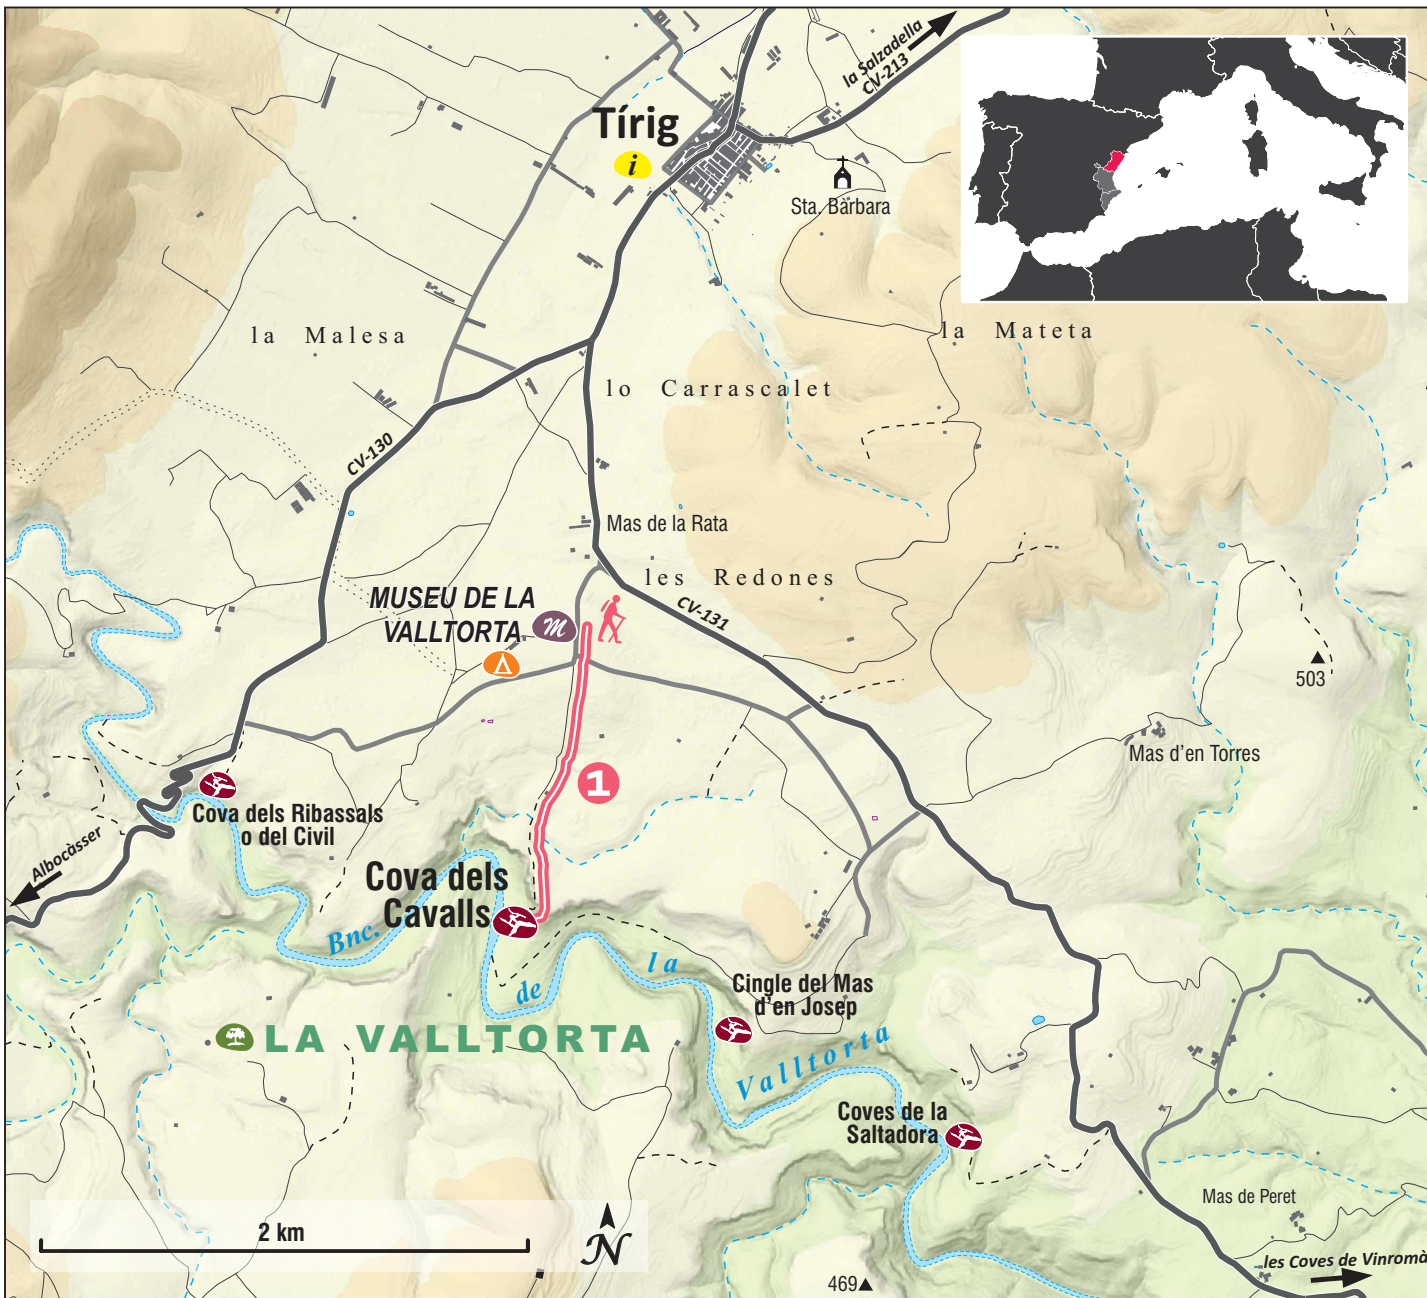 la Salzadella
CV-213
Tírig
i
Sta. Bàrbara
la Malesa
la Mateta
lo Carrascalet
CV-130
Mas de la Rata
les Redones
CV-131
MUSEU DE LA
VALLTORTA
M
503
Mas d'en Torres
1
Cova dels Ribassals
o del Civil
Albocàsser
Cova dels
Cavalls
Bnc. de la Valltorta
Cingle del Mas
d'en Josep
LA VALLTORTA
Coves de la
Saltadora
Mas de Peret
2 km
N
les Coves de Vinromà
469